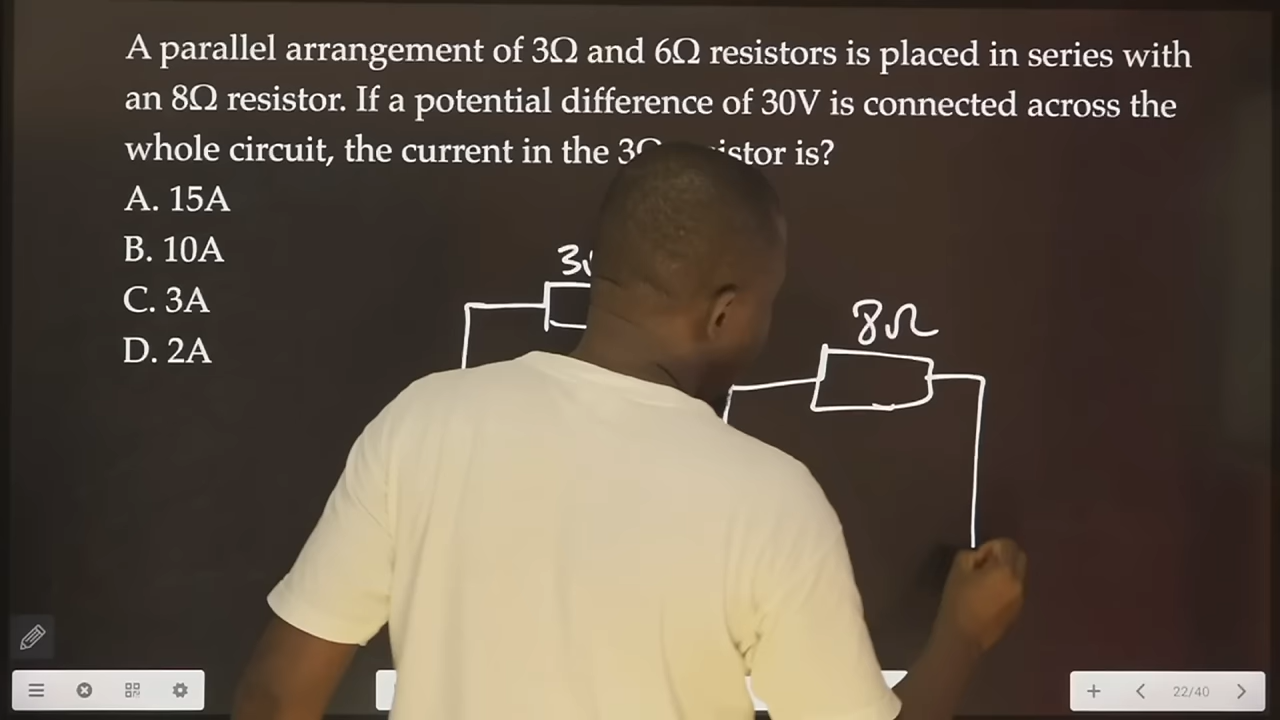 A parallel arrangement of 3Ω and 6Ω resistors is placed in series with
an 8Ω resistor. If a potential difference of 30V is connected across the
whole circuit, the current in the is?
A. 15A
B. 10A
C. 3A
D. 2A
8Ω
22/40